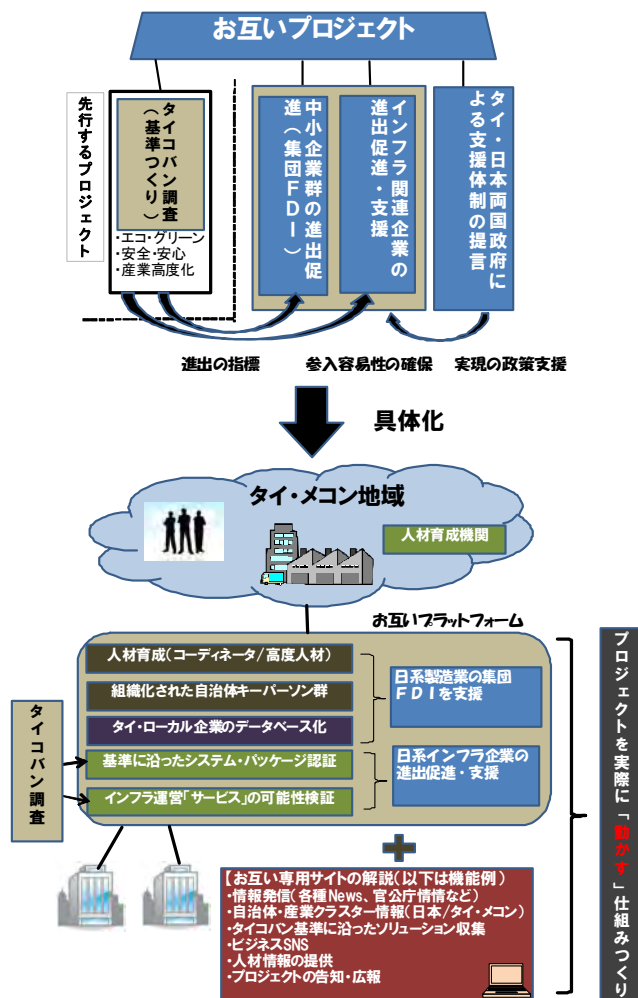 お互いプロジェクト
先行するプロジェクト
タイコバン調査
（基準つくり）
・エコ・グリーン
・安全・安心
・産業高度化
中小企業群の進出促
進（集団ＦＤＩ）
インフラ関連企業の
進出促進・支援
タイ・日本両国政府に
よる支援体制の提言
進出の指標
参入容易性の確保
実現の政策支援
具体化
タイ・メコン地域
人材育成機関
お互いプラットフォーム
人材育成（コーディネータ/高度人材）
組織化された自治体キーパーソン群
タイ・ローカル企業のデータベース化
基準に沿ったシステム・パッケージ認証
インフラ運営「サービス」の可能性検証
日系製造業の集団
ＦＤＩを支援
日系インフラ企業の
進出促進・支援
タイコバン調査
プロジェクトを実際に「動かす」仕組みつくり
【お互い専用サイトの解説（以下は機能例）
・情報発信（各種News、官公庁情情など）
・自治体・産業クラスター情報（日本/タイ・メコン）
・タイコバン基準に沿ったソリューション収集
・ビジネスSNS
・人材情報の提供
・プロジェクトの告知・広報